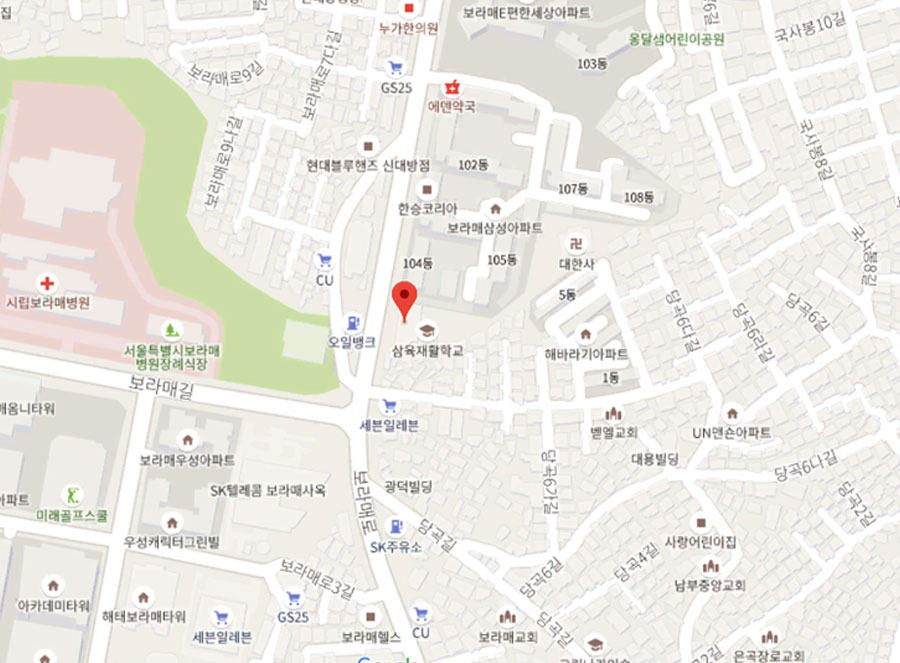 보라매E편한세상아파트
누가한의원
옹달샘어린이공원
국사봉10길
103동
보라매로9길
보라매로7다길
GS25
에덴약국
보라매로9나길
현대블루핸즈 신대방점
102동
국사봉8길
107동
108동
한승코리아
보라매삼성아파트
국사봉8길
대한사
104동
105동
CU
시립보라매병원
5동
당곡6다길
당곡6라길
당곡6길
오일뱅크
서울특별시보라매
병원장례식장
삼육재활학교
해바라기아파트
1동
보라매길
세븐일레븐
벧엘교회
UN맨숀아파트
보라매우성아파트
대용빌딩
당곡6나길
SK텔레콤 보라매사옥
보라매로
광덕빌딩
당곡6가길
당곡2길
미래골프스쿨
우성캐릭터그린빌
SK주유소
당곡길
사랑어린이집
보라매로3길
당곡6길
당곡4길
남부중앙교회
아카데미타워
해태보라매타워
GS25
세븐일레븐
보라매헬스
CU
보라매교회
당곡길
은곡장로교회